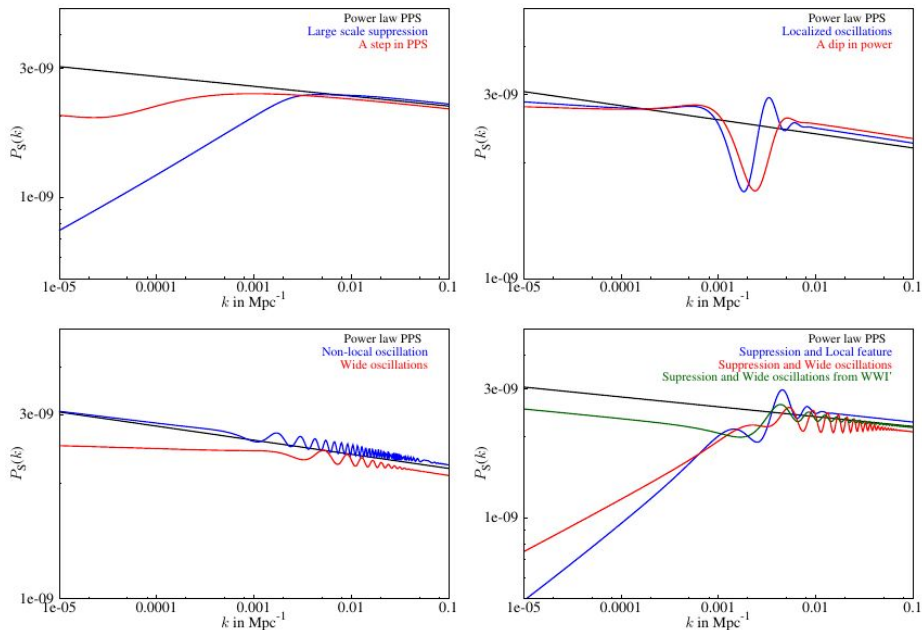 Power law PPS
Large scale suppression
A step in PPS
3e-09
1e-09
P_S(k)
1e-05 0.0001 0.001 0.01 0.1
k in Mpc⁻¹
Power law PPS
Localized oscillations
A dip in power
3e-09
1e-09
P_S(k)
1e-05 0.0001 0.001 0.01 0.1
k in Mpc⁻¹
Power law PPS
Non-local oscillation
Wide oscillations
3e-09
1e-09
P_S(k)
1e-05 0.0001 0.001 0.01 0.1
k in Mpc⁻¹
Power law PPS
Suppression and Local feature
Suppression and Wide oscillations
Supression and Wide oscillations from WWI'
3e-09
1e-09
P_S(k)
1e-05 0.0001 0.001 0.01 0.1
k in Mpc⁻¹